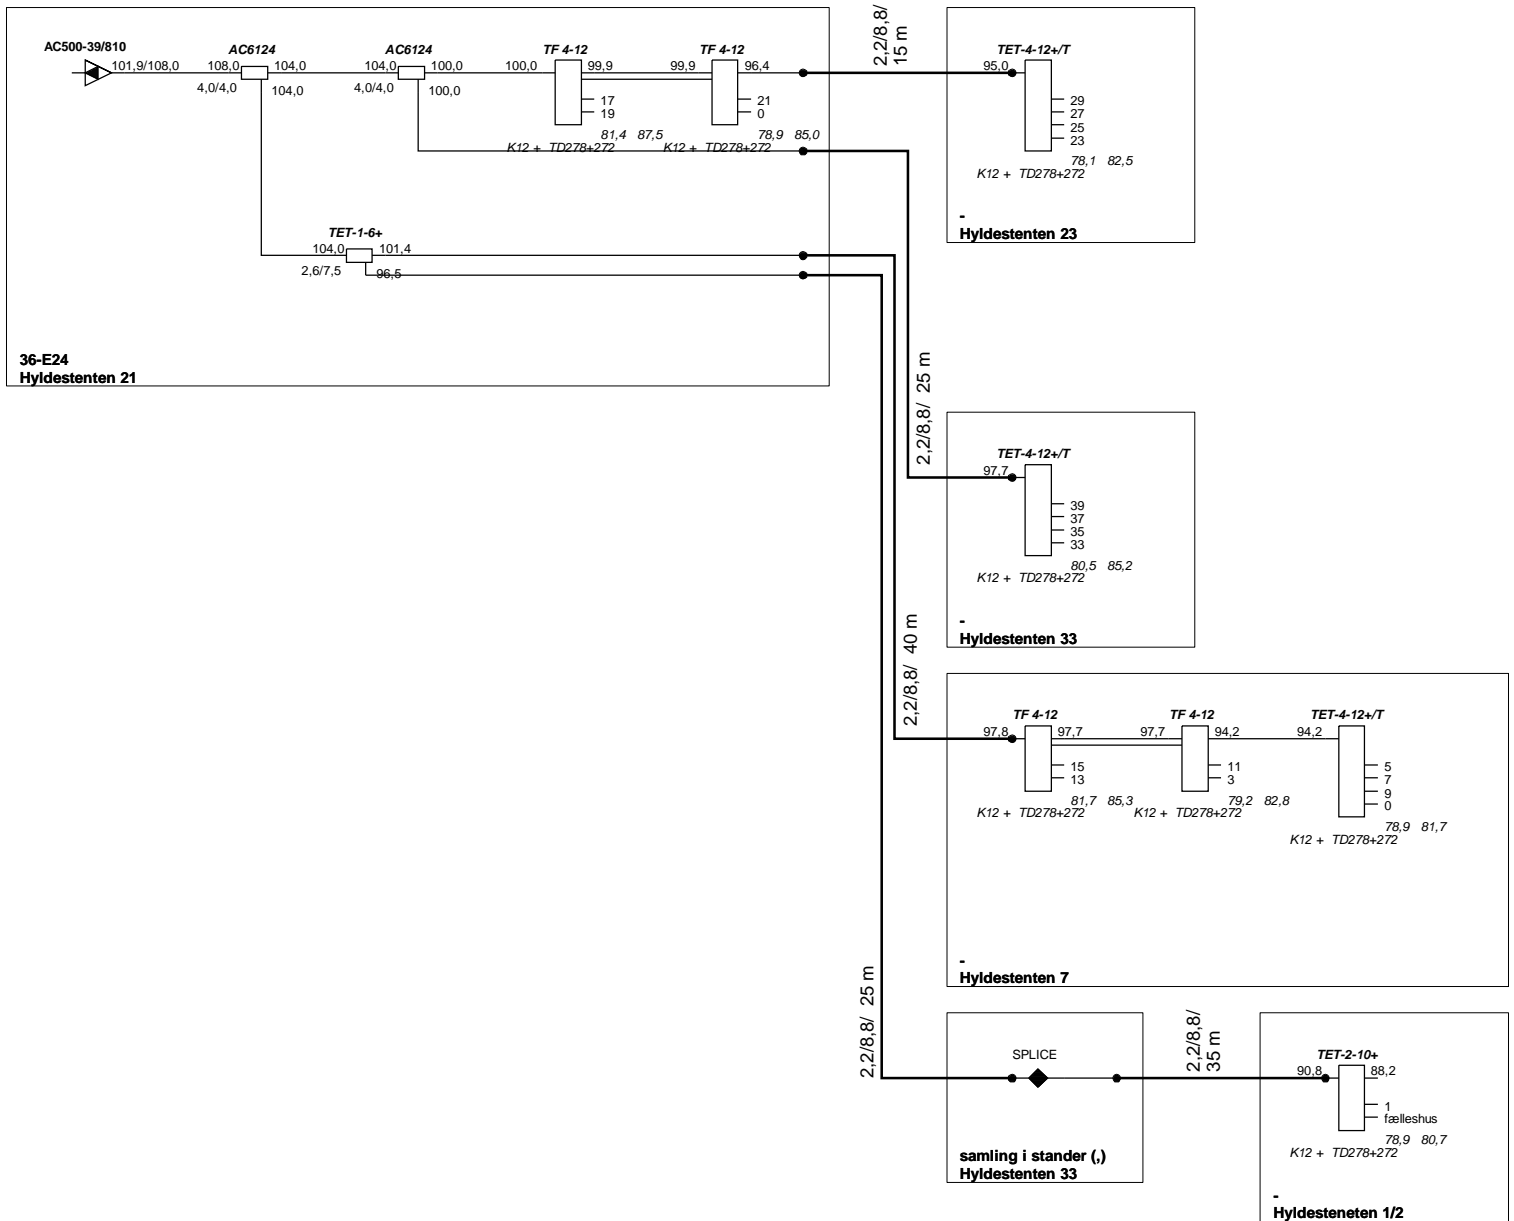 AC500-39/810
101,9/108,0
AC6124
108,0
104,0
4,0/4,0
104,0
AC6124
104,0
100,0
4,0/4,0
100,0
TF 4-12
100,0
99,9
17
19
81,4 87,5
K12 + TD278+272
TF 4-12
99,9
96,4
21
0
78,9 85,0
K12 + TD278+272
TET-1-6+
104,0
101,4
2,6/7,5
96,5
36-E24
Hyldestenten 21
2,2/8,8/
15 m
TET-4-12+/T
95,0
29
27
25
23
78,1 82,5
K12 + TD278+272
-
Hyldestenten 23
2,2/8,8/ 25 m
TET-4-12+/T
97,7
39
37
35
33
80,5 85,2
K12 + TD278+272
-
Hyldestenten 33
2,2/8,8/ 40 m
TF 4-12
97,8
97,7
15
13
81,7 85,3
K12 + TD278+272
TF 4-12
97,7
94,2
11
3
79,2 82,8
K12 + TD278+272
TET-4-12+/T
94,2
5
7
9
0
78,9 81,7
K12 + TD278+272
-
Hyldestenten 7
2,2/8,8/ 25 m
SPLICE
samling i stander (,)
Hyldestenten 33
2,2/8,8/
35 m
TET-2-10+
90,8
88,2
1
fælleshus
78,9 80,7
K12 + TD278+272
-
Hyldesteneten 1/2